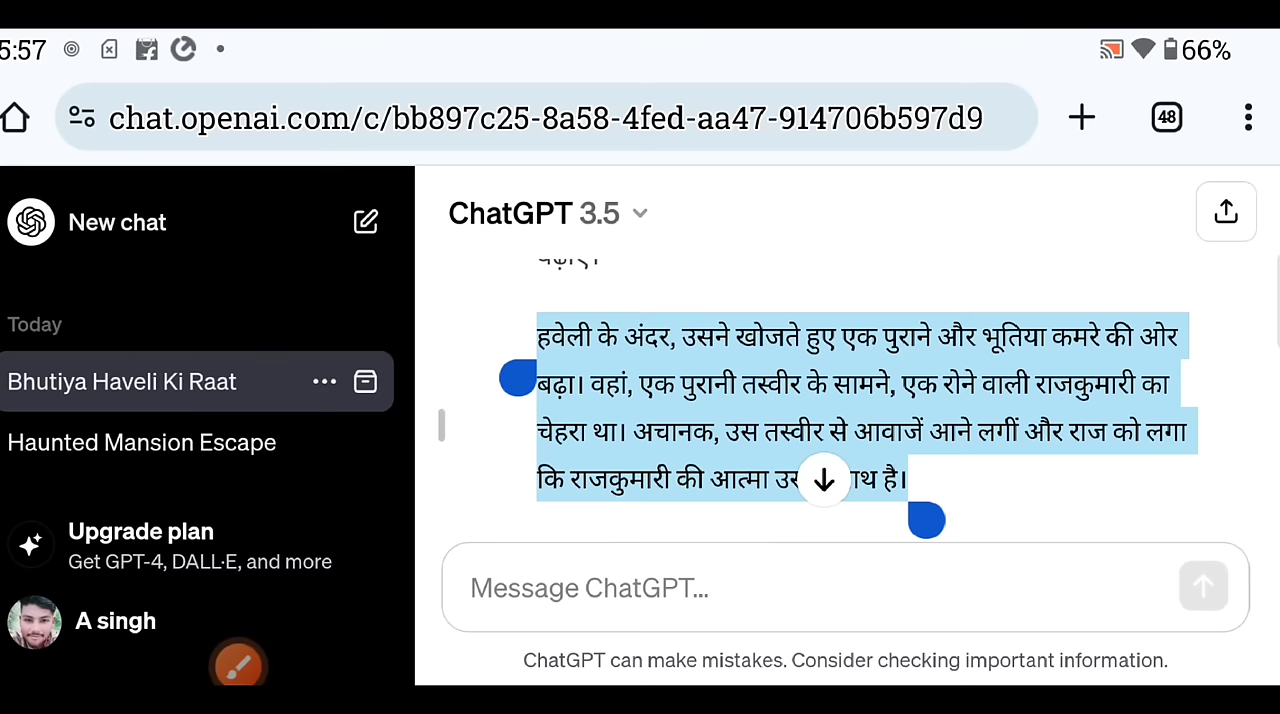 5:57
66%
chat.openai.com/c/bb897c25-8a58-4fed-aa47-914706b597d9
48
New chat
ChatGPT 3.5
Today
Bhutiya Haveli Ki Raat
Haunted Mansion Escape
Upgrade plan
Get GPT-4, DALL·E, and more
A singh
हवेली के अंदर, उसने खोजते हुए एक पुराने और भूतिया कमरे की ओर
बढ़ा। वहां, एक पुरानी तस्वीर के सामने, एक रोने वाली राजकुमारी का
चेहरा था। अचानक, उस तस्वीर से आवाजें आने लगीं और राज को लगा
कि राजकुमारी की आत्मा है।
Message ChatGPT...
ChatGPT can make mistakes. Consider checking important information.